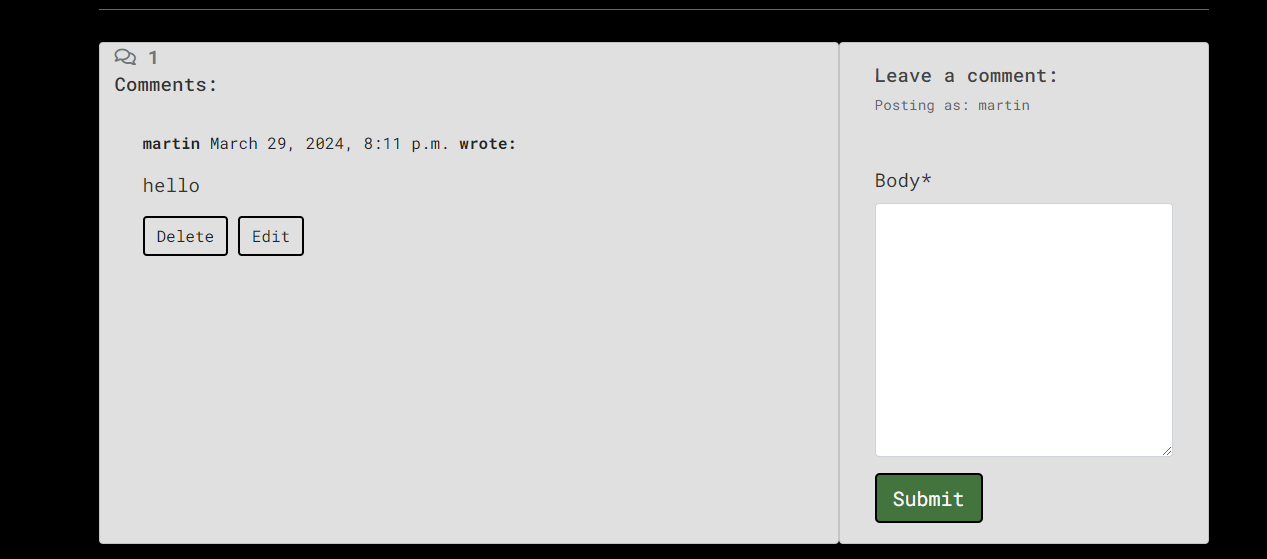 1
Comments:
martin March 29, 2024, 8:11 p.m. wrote:
hello
Delete Edit
Leave a comment:
Posting as: martin
Body*
Submit